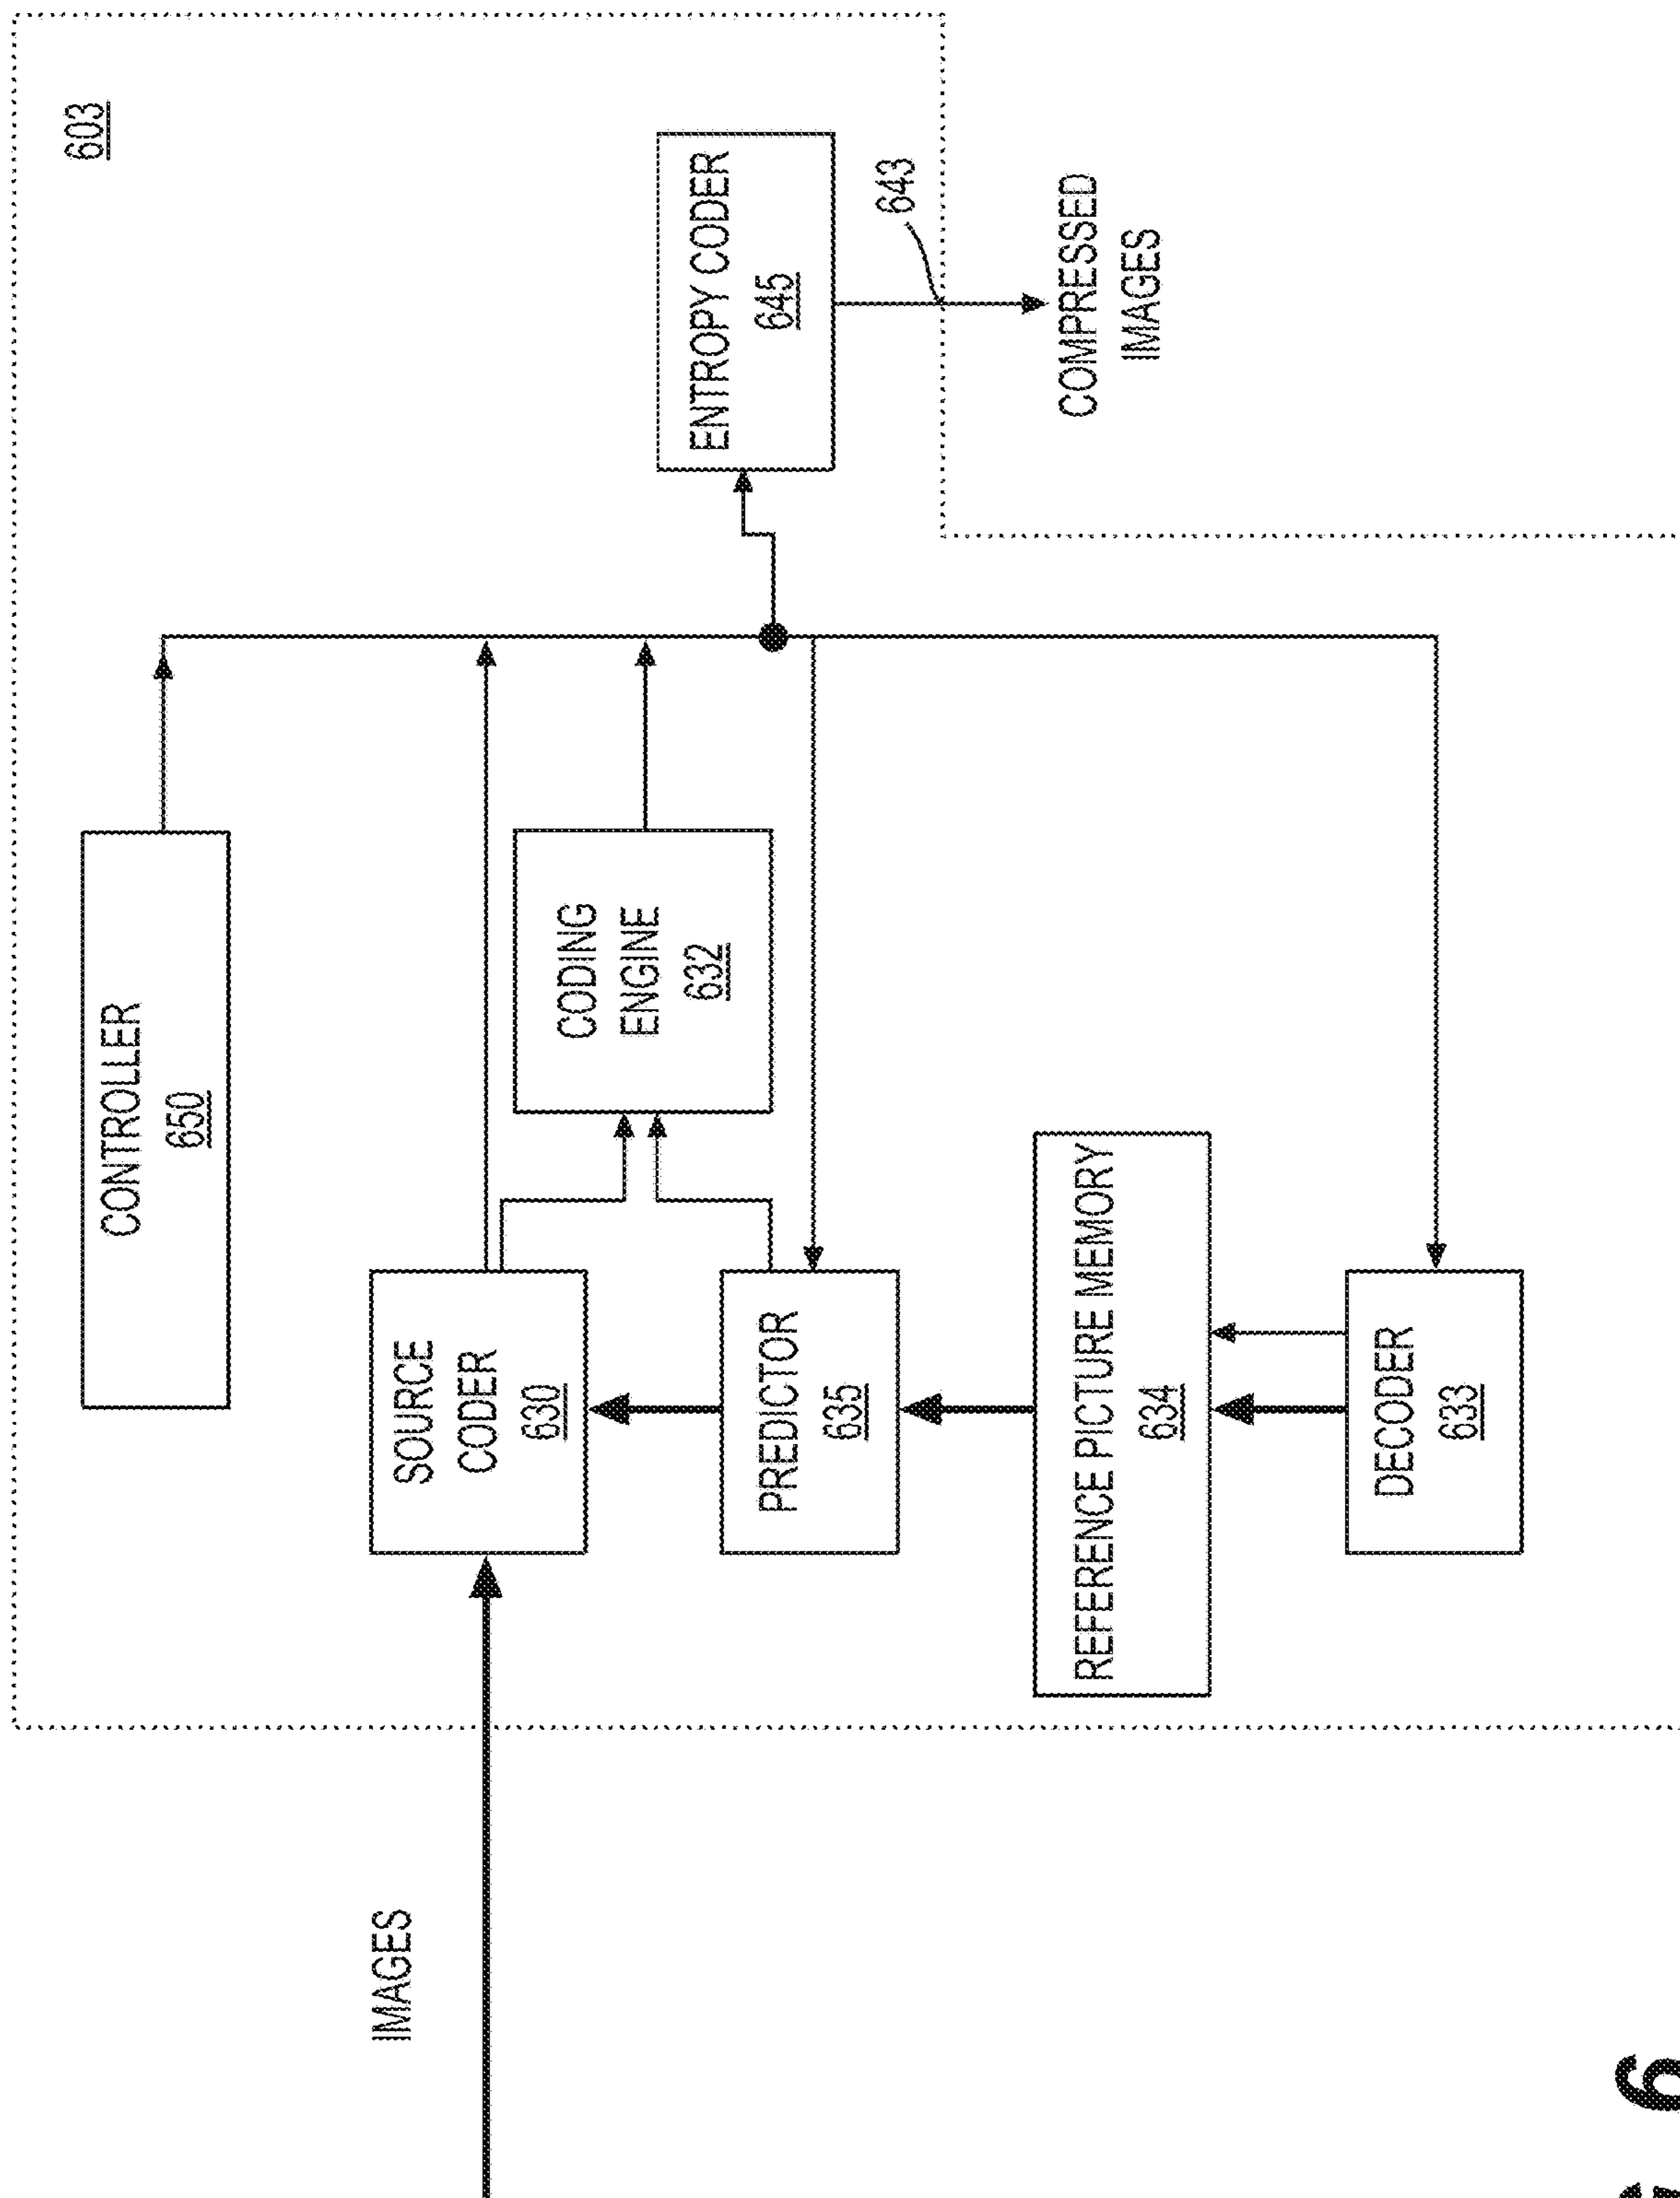 603
CONTROLLER
650
SOURCE
CODER
630
CODING
ENGINE
632
ENTROPY CODER
645
643
COMPRESSED
IMAGES
IMAGES
PREDICTOR
635
REFERENCE PICTURE MEMORY
634
DECODER
633
6